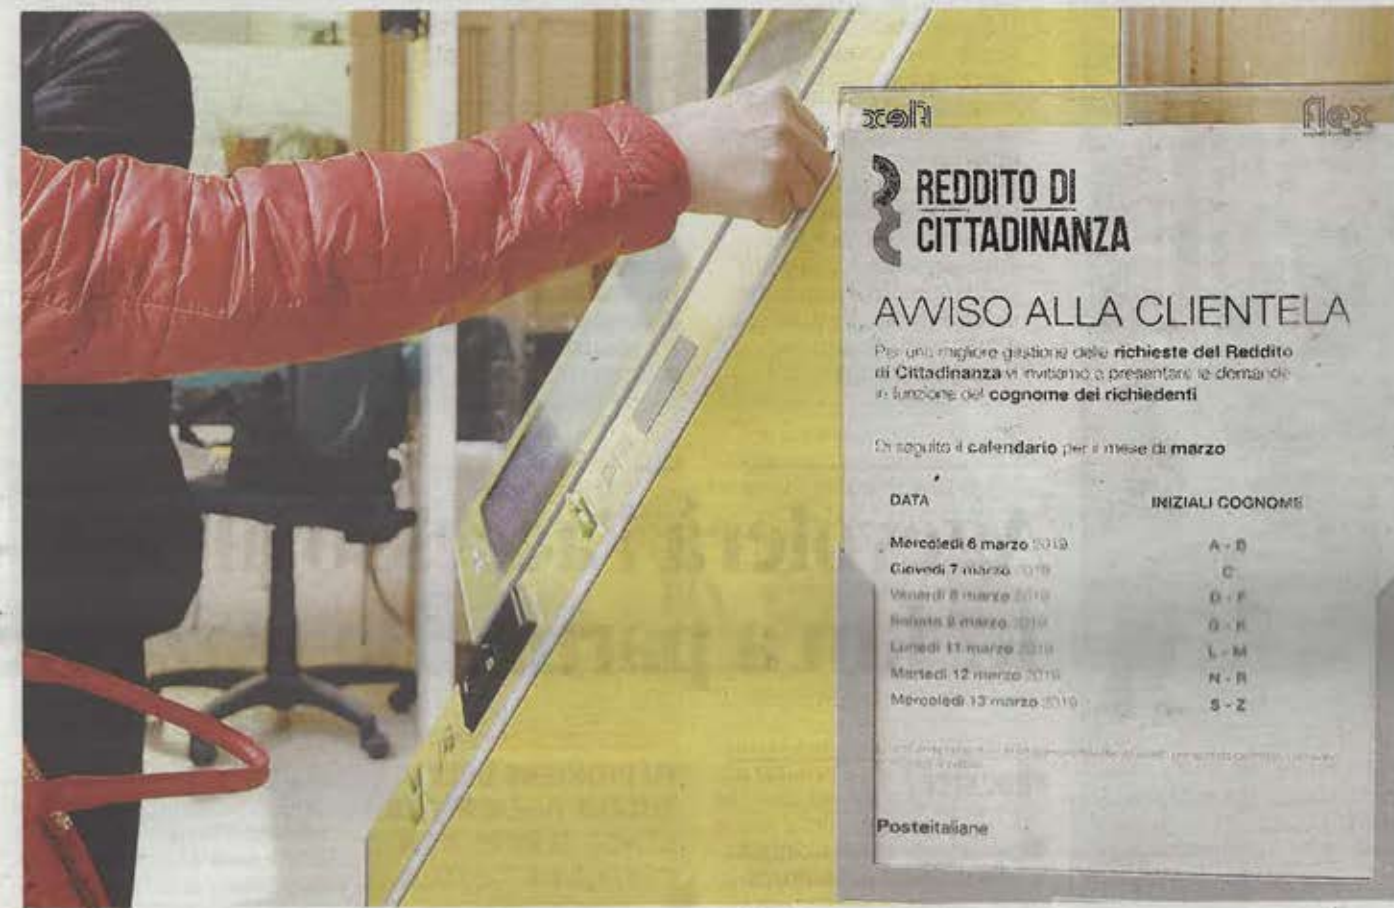 flex
REDDITO DI
CITTADINANZA
AVVISO ALLA CLIENTELA
Per una migliore gestione delle richieste del Reddito
di Cittadinanza vi invitiamo a presentare le domande
in funzione del cognome dei richiedenti
Di seguito il calendario per il mese di marzo
DATA INIZIALI COGNOME
Mercoledì 6 marzo 2019 A - B
Giovedì 7 marzo 2019 C
Venerdì 8 marzo 2019 D - F
Sabato 9 marzo 2019 G - K
Lunedì 11 marzo 2019 L - M
Martedì 12 marzo 2019 N - R
Mercoledì 13 marzo 2019 S - Z
Posteitaliane